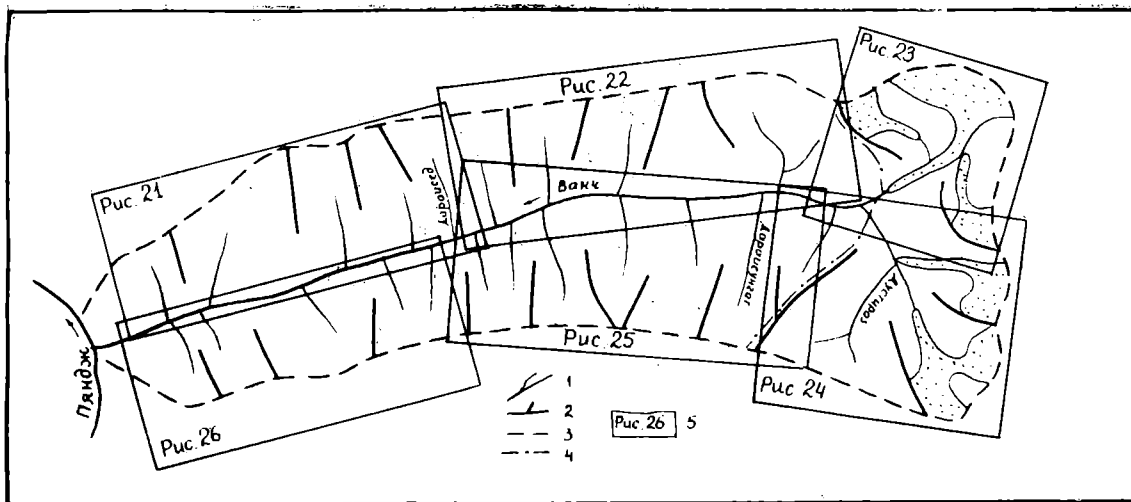 Рис. 21
Рис. 22
Рис. 23
Ванч
Пяндж
Рис. 26
Рис. 25
Рис. 24
Дустироз
1
2
3
4
Рис. 26
5